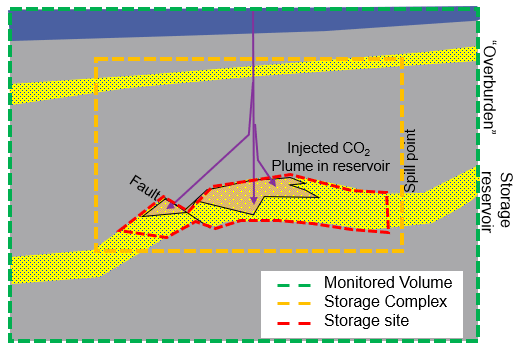 "Overburden"
Injected CO₂
Plume in reservoir
Fault
Spill point
Storage
reservoir
Monitored Volume
Storage Complex
Storage site